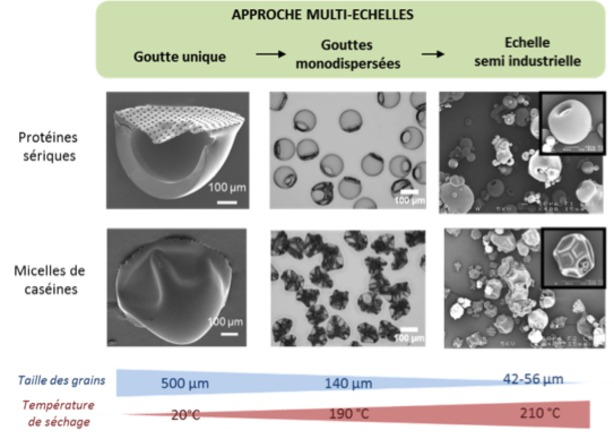 APPROCHE MULTI-ECHELLES
Goutte unique
Gouttes
monodispersées
Echelle
semi industrielle
Protéines
sériques
100 µm
100 µm
Micelles de
caséines
100 µm
100 µm
Taille des grains
500 µm
140 µm
42-56 µm
Température
de séchage
20°C
190 °C
210 °C